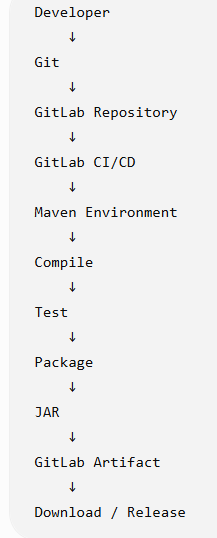 Developer
↓
Git
↓
GitLab Repository
↓
GitLab CI/CD
↓
Maven Environment
↓
Compile
↓
Test
↓
Package
↓
JAR
↓
GitLab Artifact
↓
Download / Release